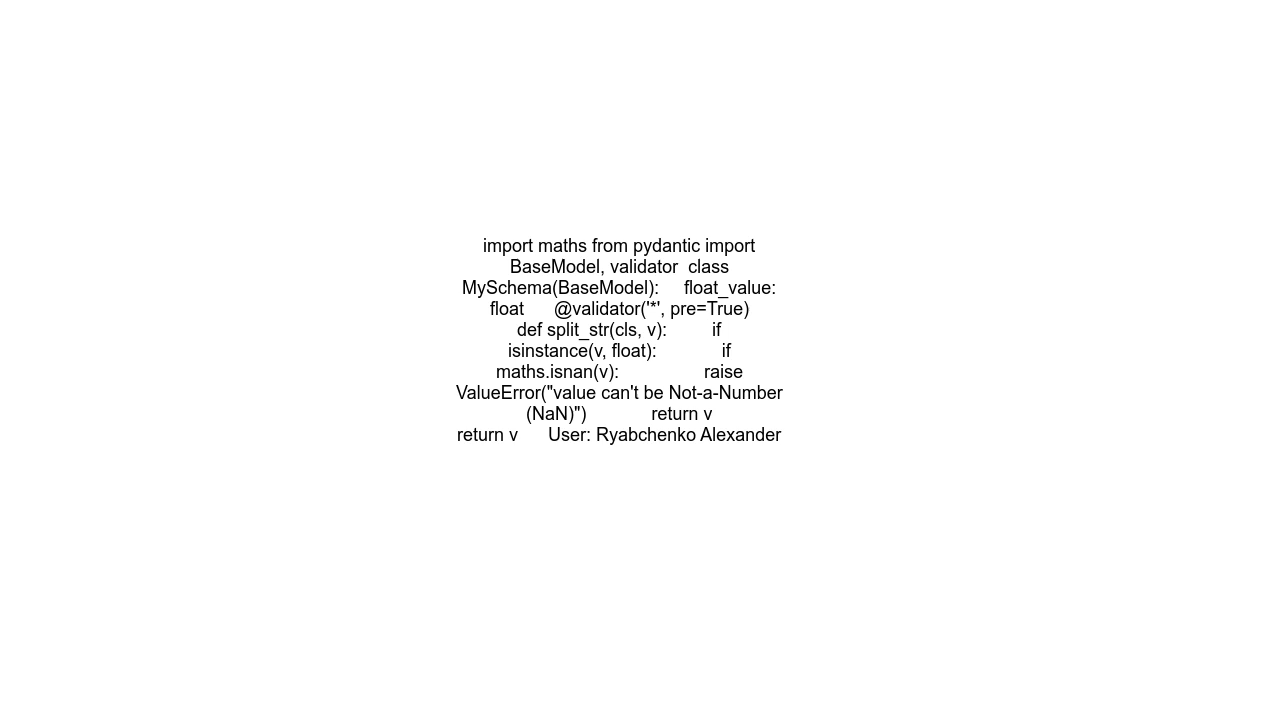 import maths from pydantic import
BaseModel, validator  class
MySchema(BaseModel):     float_value:
float      @validator('*', pre=True)
def split_str(cls, v):         if
isinstance(v, float):             if
maths.isnan(v):                 raise
ValueError("value can't be Not-a-Number
(NaN)")             return v
return v      User: Ryabchenko Alexander